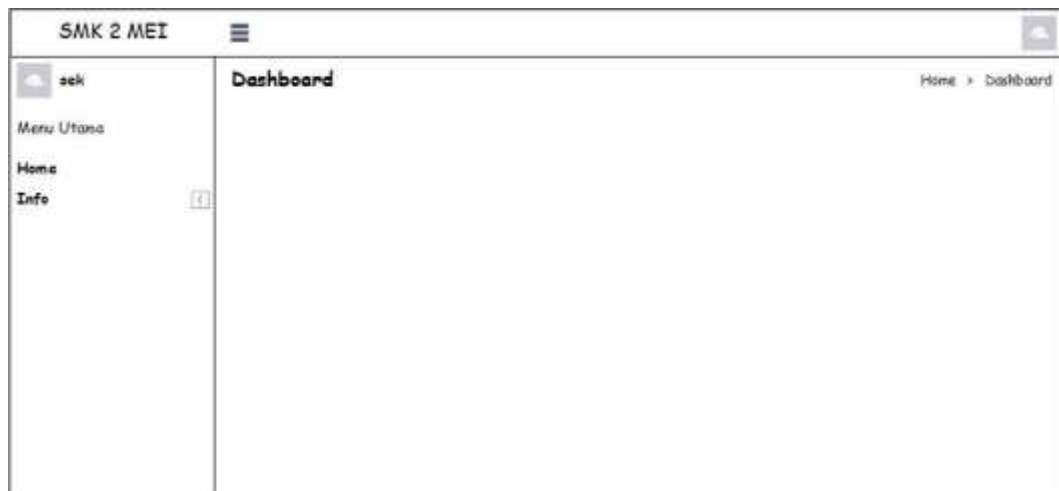 SMK 2 MEI
sek
Dashboard
Home > Dashboard
Menu Utama
Home
Info